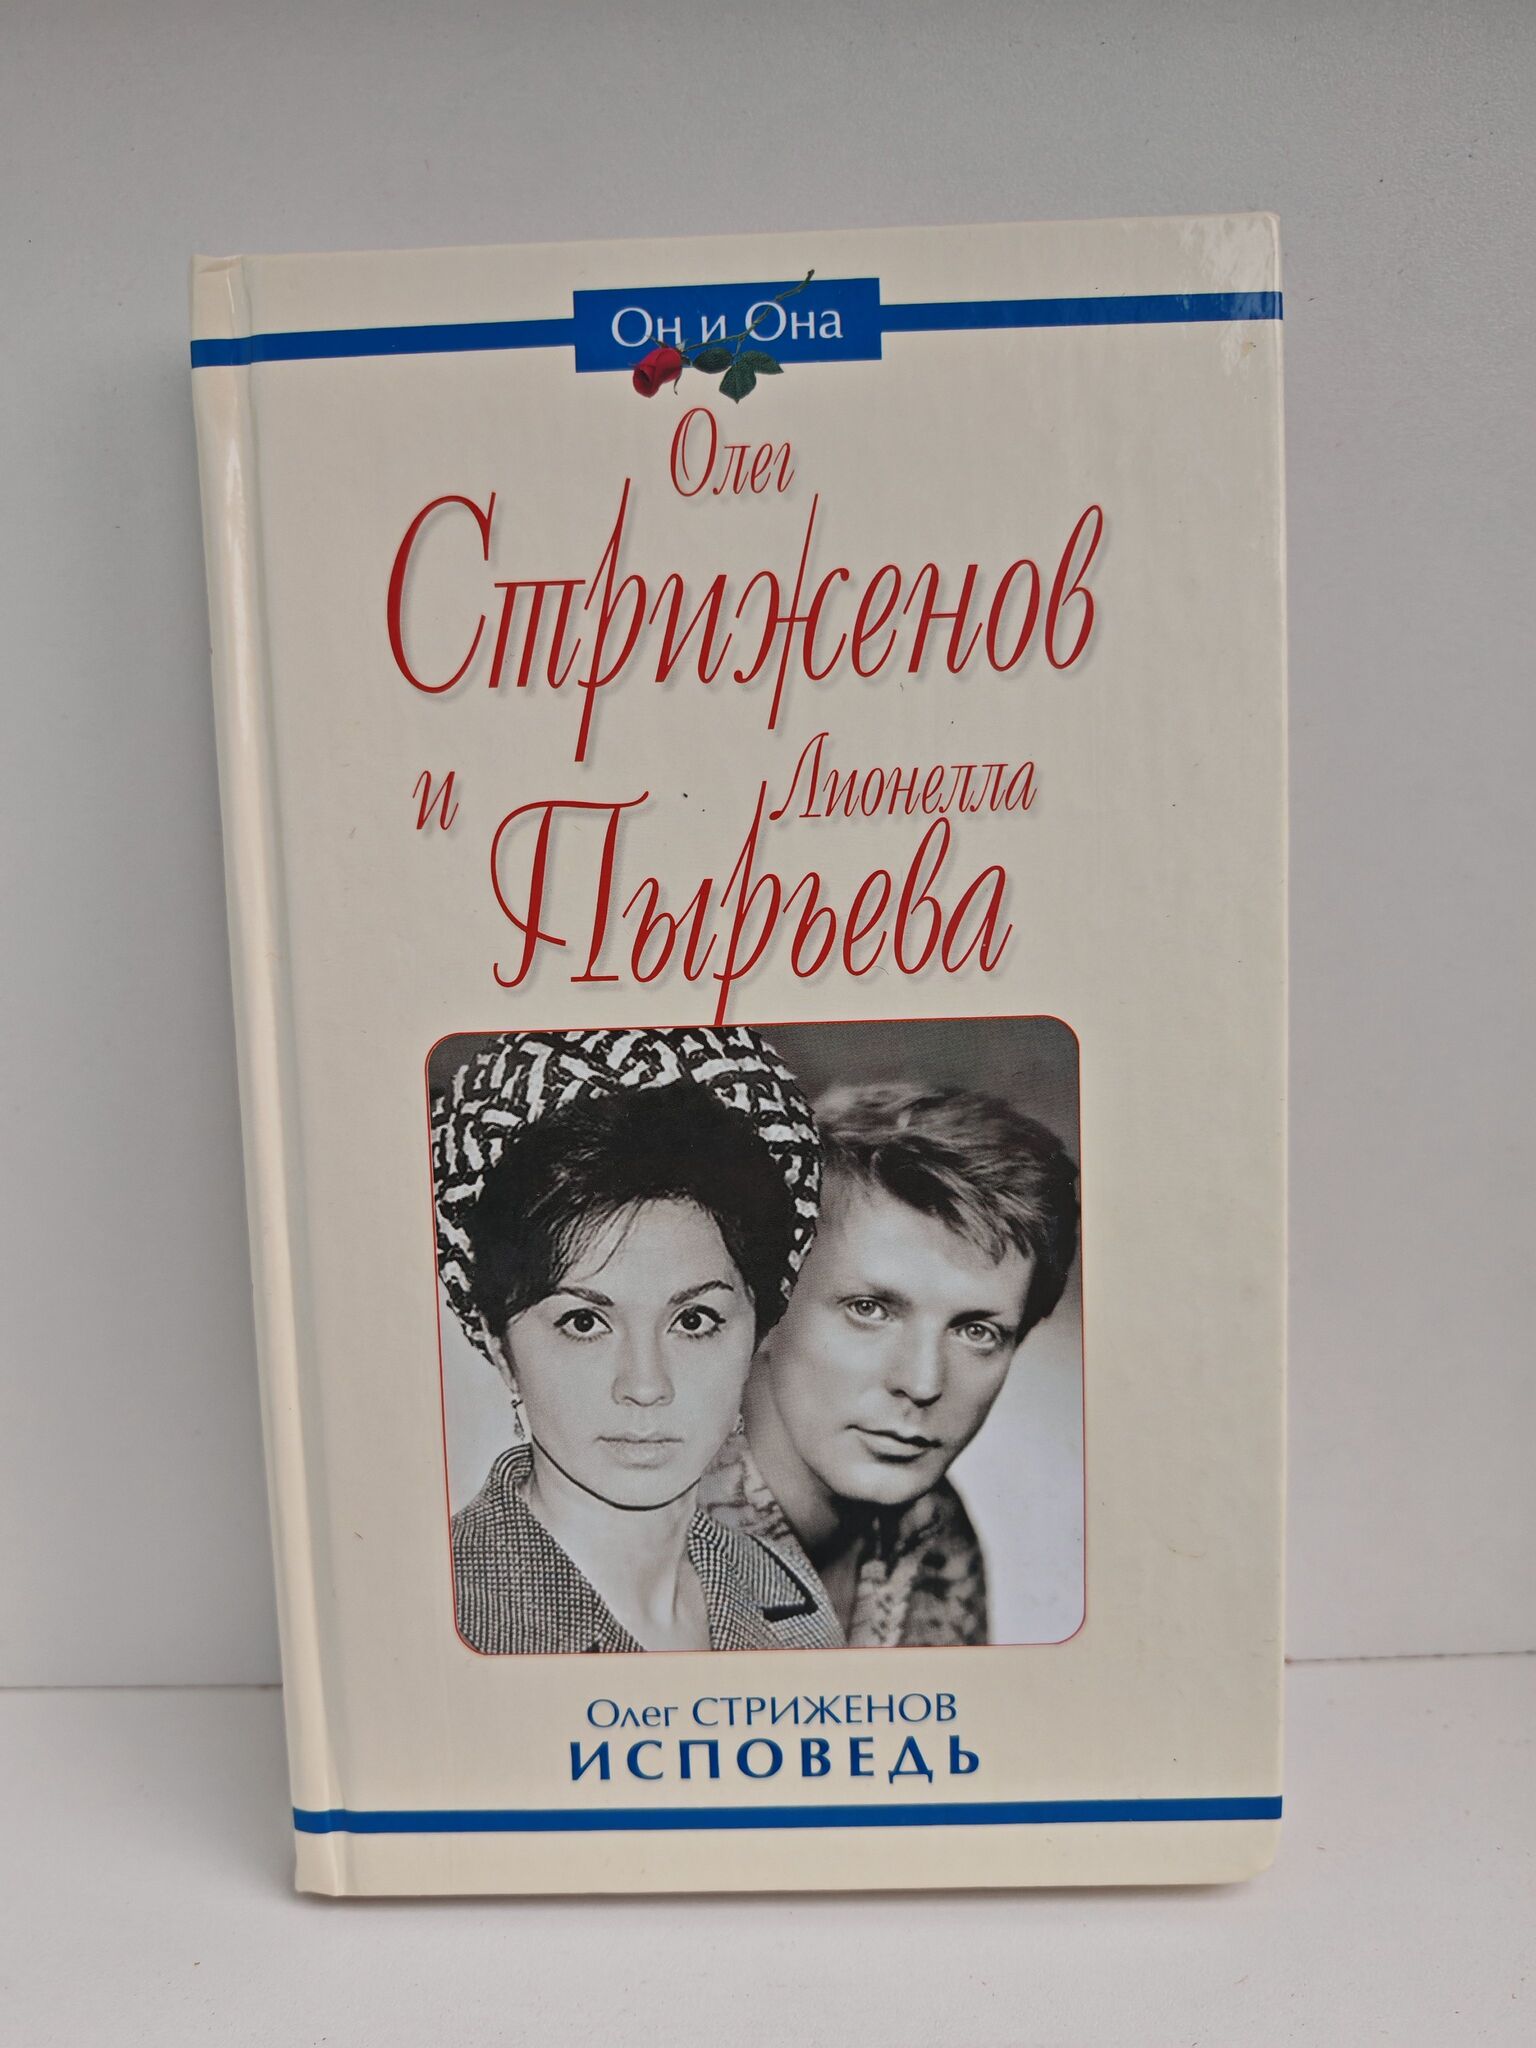 Он и Она
Олег
Стриженов
и Лионелла
Пырьева
Олег СТРИЖЕНОВ
ИСПОВЕДЬ